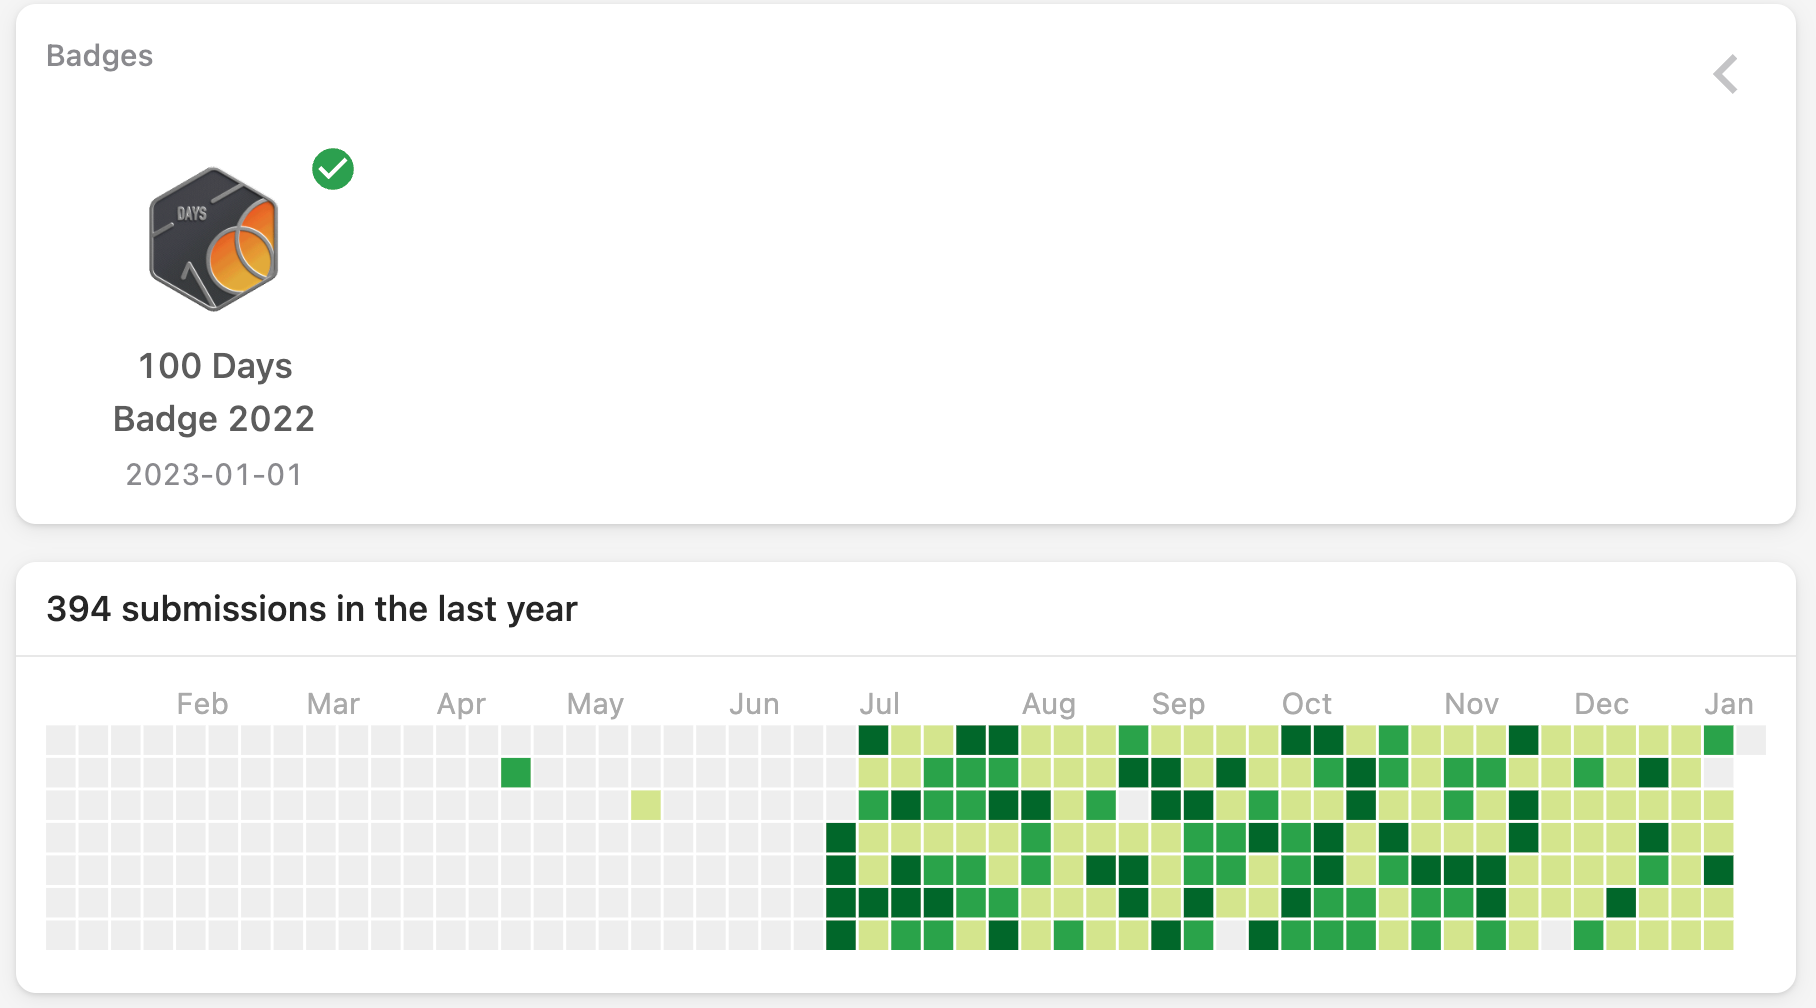 Badges
DAYS
100 Days
Badge 2022
2023-01-01
394 submissions in the last year
Feb Mar Apr May Jun Jul Aug Sep Oct Nov Dec Jan